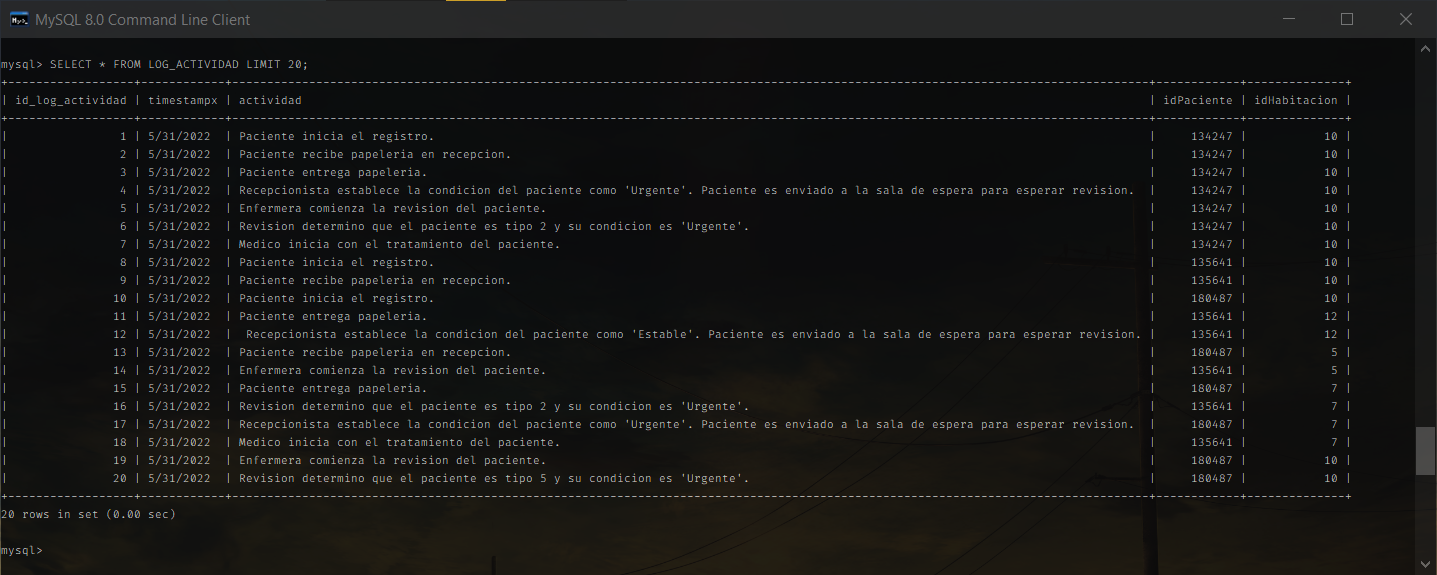 MySQL 8.0 Command Line Client
mysql> SELECT * FROM LOG_ACTIVIDAD LIMIT 20;
+------------------+------------+----------------------------------------------------------------------------------------------------------------------------------+------------+--------------+
| id_log_actividad | timestampx | actividad | idPaciente | idHabitacion |
+------------------+------------+----------------------------------------------------------------------------------------------------------------------------------+------------+--------------+
| 1 | 5/31/2022 | Paciente inicia el registro. | 134247 | 10 |
| 2 | 5/31/2022 | Paciente recibe papeleria en recepcion. | 134247 | 10 |
| 3 | 5/31/2022 | Paciente entrega papeleria. | 134247 | 10 |
| 4 | 5/31/2022 | Recepcionista establece la condicion del paciente como 'Urgente'. Paciente es enviado a la sala de espera para esperar revision. | 134247 | 10 |
| 5 | 5/31/2022 | Enfermera comienza la revision del paciente. | 134247 | 10 |
| 6 | 5/31/2022 | Revision determino que el paciente es tipo 2 y su condicion es 'Urgente'. | 134247 | 10 |
| 7 | 5/31/2022 | Medico inicia con el tratamiento del paciente. | 134247 | 10 |
| 8 | 5/31/2022 | Paciente inicia el registro. | 135641 | 10 |
| 9 | 5/31/2022 | Paciente recibe papeleria en recepcion. | 135641 | 10 |
| 10 | 5/31/2022 | Paciente inicia el registro. | 180487 | 10 |
| 11 | 5/31/2022 | Paciente entrega papeleria. | 135641 | 12 |
| 12 | 5/31/2022 | Recepcionista establece la condicion del paciente como 'Estable'. Paciente es enviado a la sala de espera para esperar revision. | 135641 | 12 |
| 13 | 5/31/2022 | Paciente recibe papeleria en recepcion. | 180487 | 5 |
| 14 | 5/31/2022 | Enfermera comienza la revision del paciente. | 135641 | 5 |
| 15 | 5/31/2022 | Paciente entrega papeleria. | 180487 | 7 |
| 16 | 5/31/2022 | Revision determino que el paciente es tipo 2 y su condicion es 'Urgente'. | 135641 | 7 |
| 17 | 5/31/2022 | Recepcionista establece la condicion del paciente como 'Urgente'. Paciente es enviado a la sala de espera para esperar revision. | 180487 | 7 |
| 18 | 5/31/2022 | Medico inicia con el tratamiento del paciente. | 135641 | 7 |
| 19 | 5/31/2022 | Enfermera comienza la revision del paciente. | 180487 | 10 |
| 20 | 5/31/2022 | Revision determino que el paciente es tipo 5 y su condicion es 'Urgente'. | 180487 | 10 |
+------------------+------------+----------------------------------------------------------------------------------------------------------------------------------+------------+--------------+
20 rows in set (0.00 sec)
mysql>